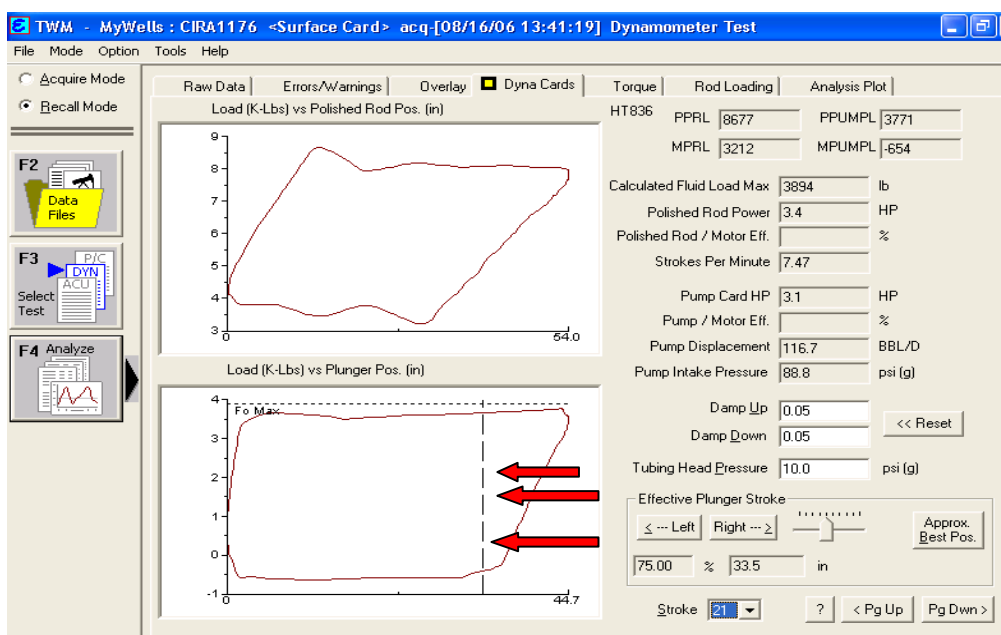 TWM - MyWells : CIRA1176 <Surface Card> acq-[08/16/06 13:41:19] Dynamometer Test
File Mode Option Tools Help
Acquire Mode
Recall Mode
F2
Data
Files
F3
P/C
DYN
ACU
Select
Test
F4 Analyze
Raw Data Errors/Warnings Overlay Dyna Cards Torque Rod Loading Analysis Plot
Load (K-Lbs) vs Polished Rod Pos. (in)
9
8
7
6
5
4
3
0 54.0
Load (K-Lbs) vs Plunger Pos. (in)
4
Fo Max
3
2
1
0
-1
0 44.7
HT836 PPRL 8677 PPUMPL 3771
MPRL 3212 MPUMPL -654
Calculated Fluid Load Max 3894 lb
Polished Rod Power 3.4 HP
Polished Rod / Motor Eff. %
Strokes Per Minute 7.47
Pump Card HP 3.1 HP
Pump / Motor Eff. %
Pump Displacement 116.7 BBL/D
Pump Intake Pressure 88.8 psi (g)
Damp Up 0.05
<< Reset
Damp Down 0.05
Tubing Head Pressure 10.0 psi (g)
Effective Plunger Stroke
< --- Left Right --- > Approx.
Best Pos.
75.00 % 33.5 in
Stroke 21 ? < Pg Up Pg Dwn >